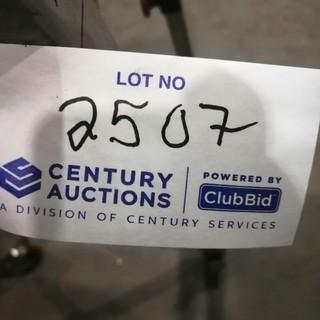 LOT NO
2507
CENTURY AUCTIONS
POWERED BY
ClubBid
A DIVISION OF CENTURY SERVICES